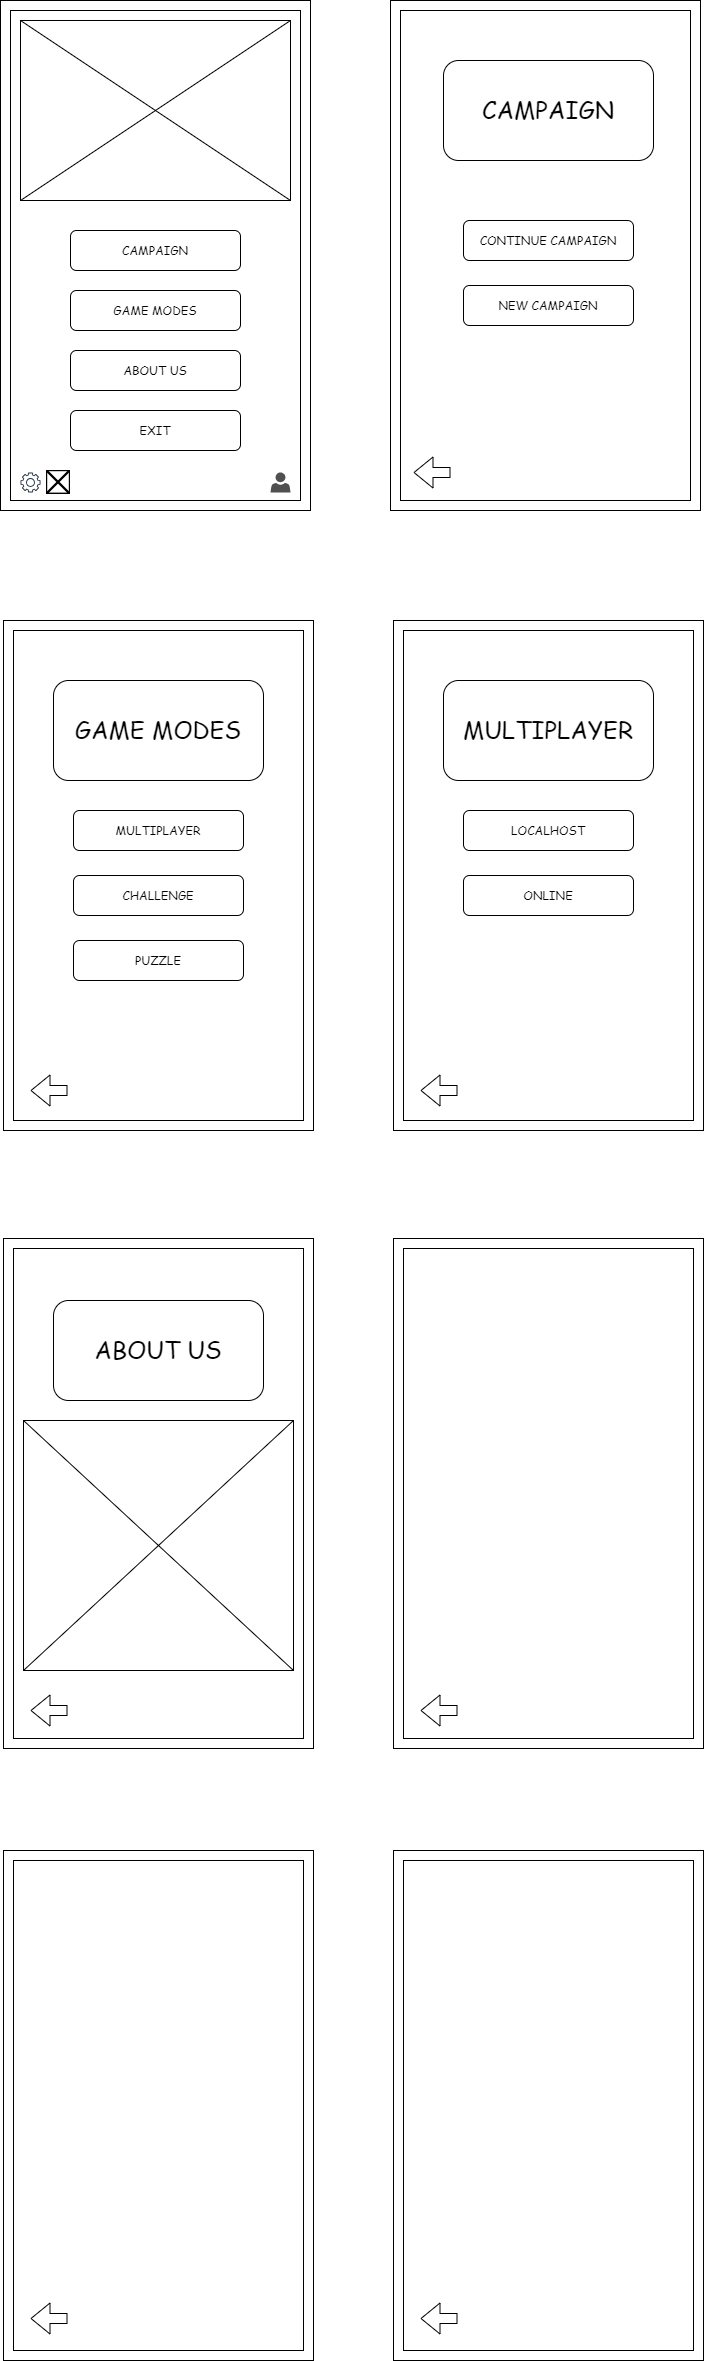 CAMPAIGN
GAME MODES
ABOUT US
EXIT
CAMPAIGN
CONTINUE CAMPAIGN
NEW CAMPAIGN
GAME MODES
MULTIPLAYER
CHALLENGE
PUZZLE
MULTIPLAYER
LOCALHOST
ONLINE
ABOUT US